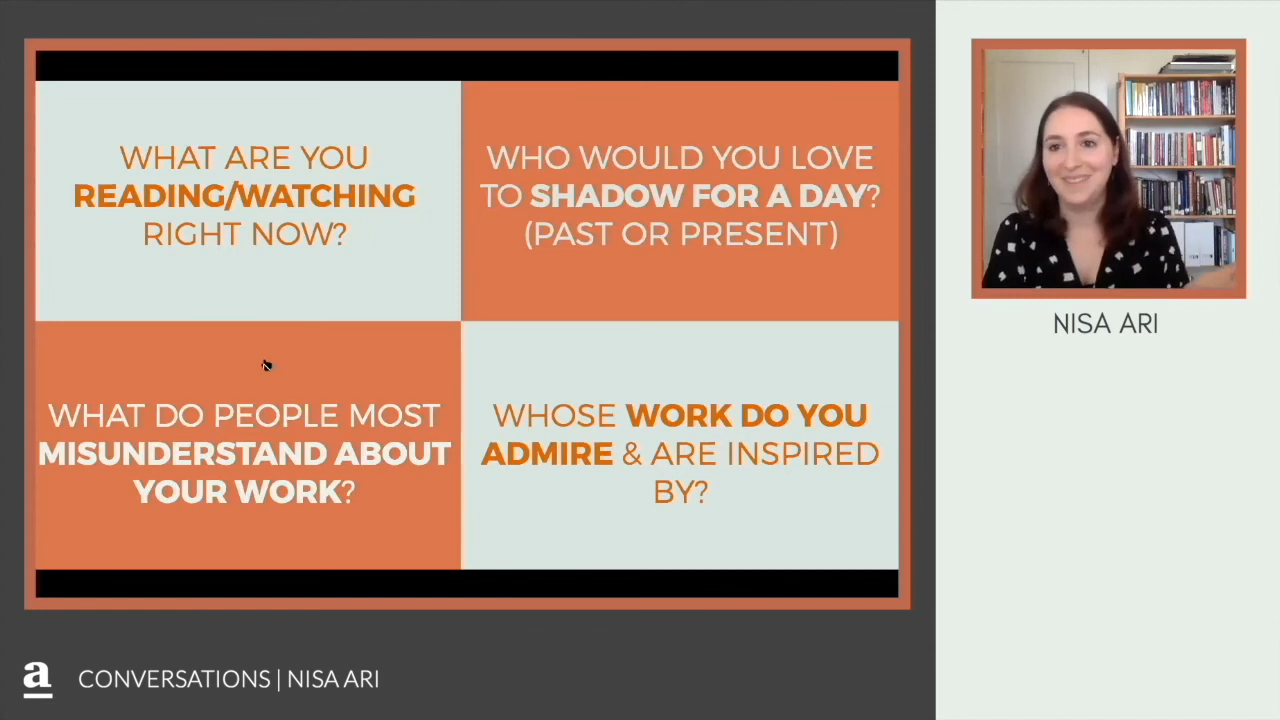 WHAT ARE YOU
READING/WATCHING
RIGHT NOW?
WHO WOULD YOU LOVE
TO SHADOW FOR A DAY?
(PAST OR PRESENT)
WHAT DO PEOPLE MOST
MISUNDERSTAND ABOUT
YOUR WORK?
WHOSE WORK DO YOU
ADMIRE & ARE INSPIRED
BY?
NISA ARI
a CONVERSATIONS | NISA ARI